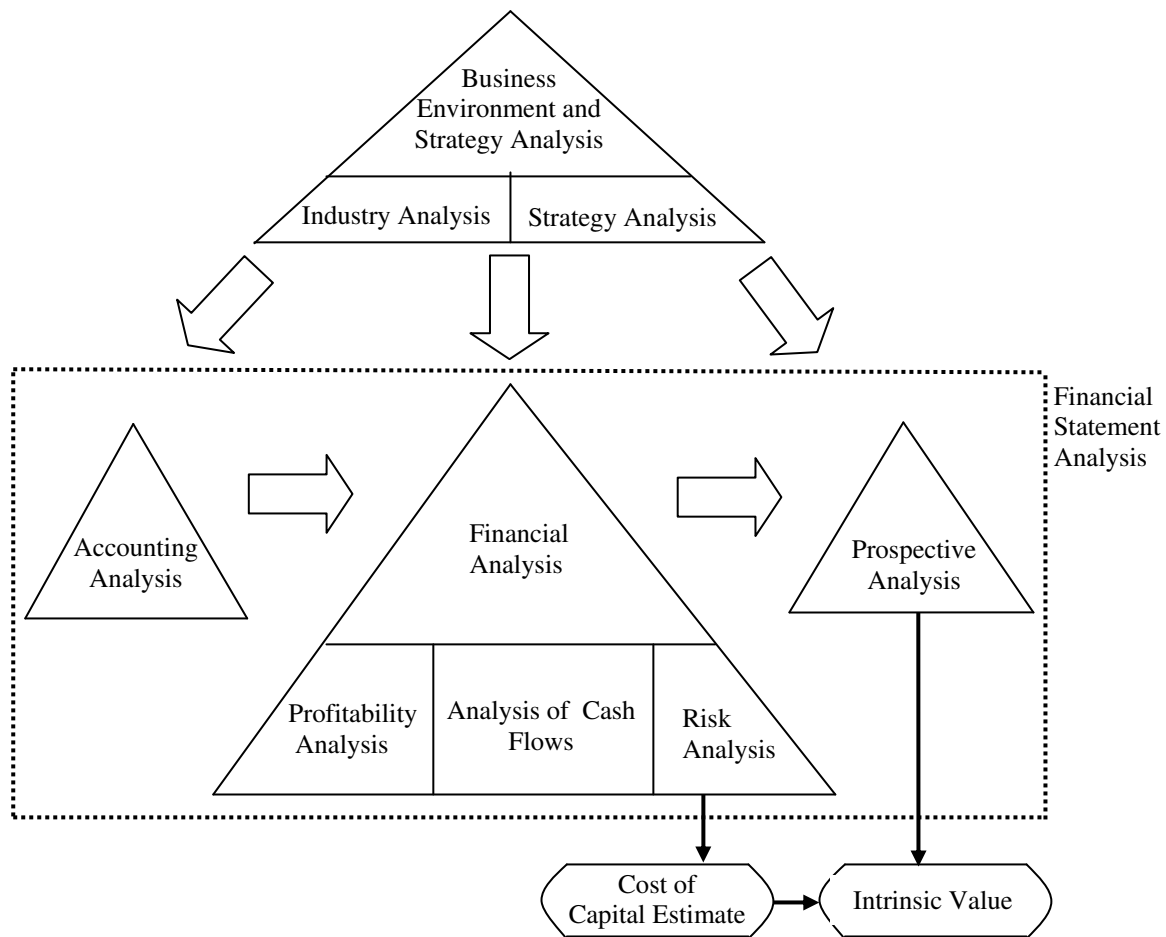 Business
Environment and
Strategy Analysis
Industry Analysis
Strategy Analysis
Financial
Statement
Analysis
Accounting
Analysis
Financial
Analysis
Prospective
Analysis
Profitability
Analysis
Analysis of Cash
Flows
Risk
Analysis
Cost of
Capital Estimate
Intrinsic Value